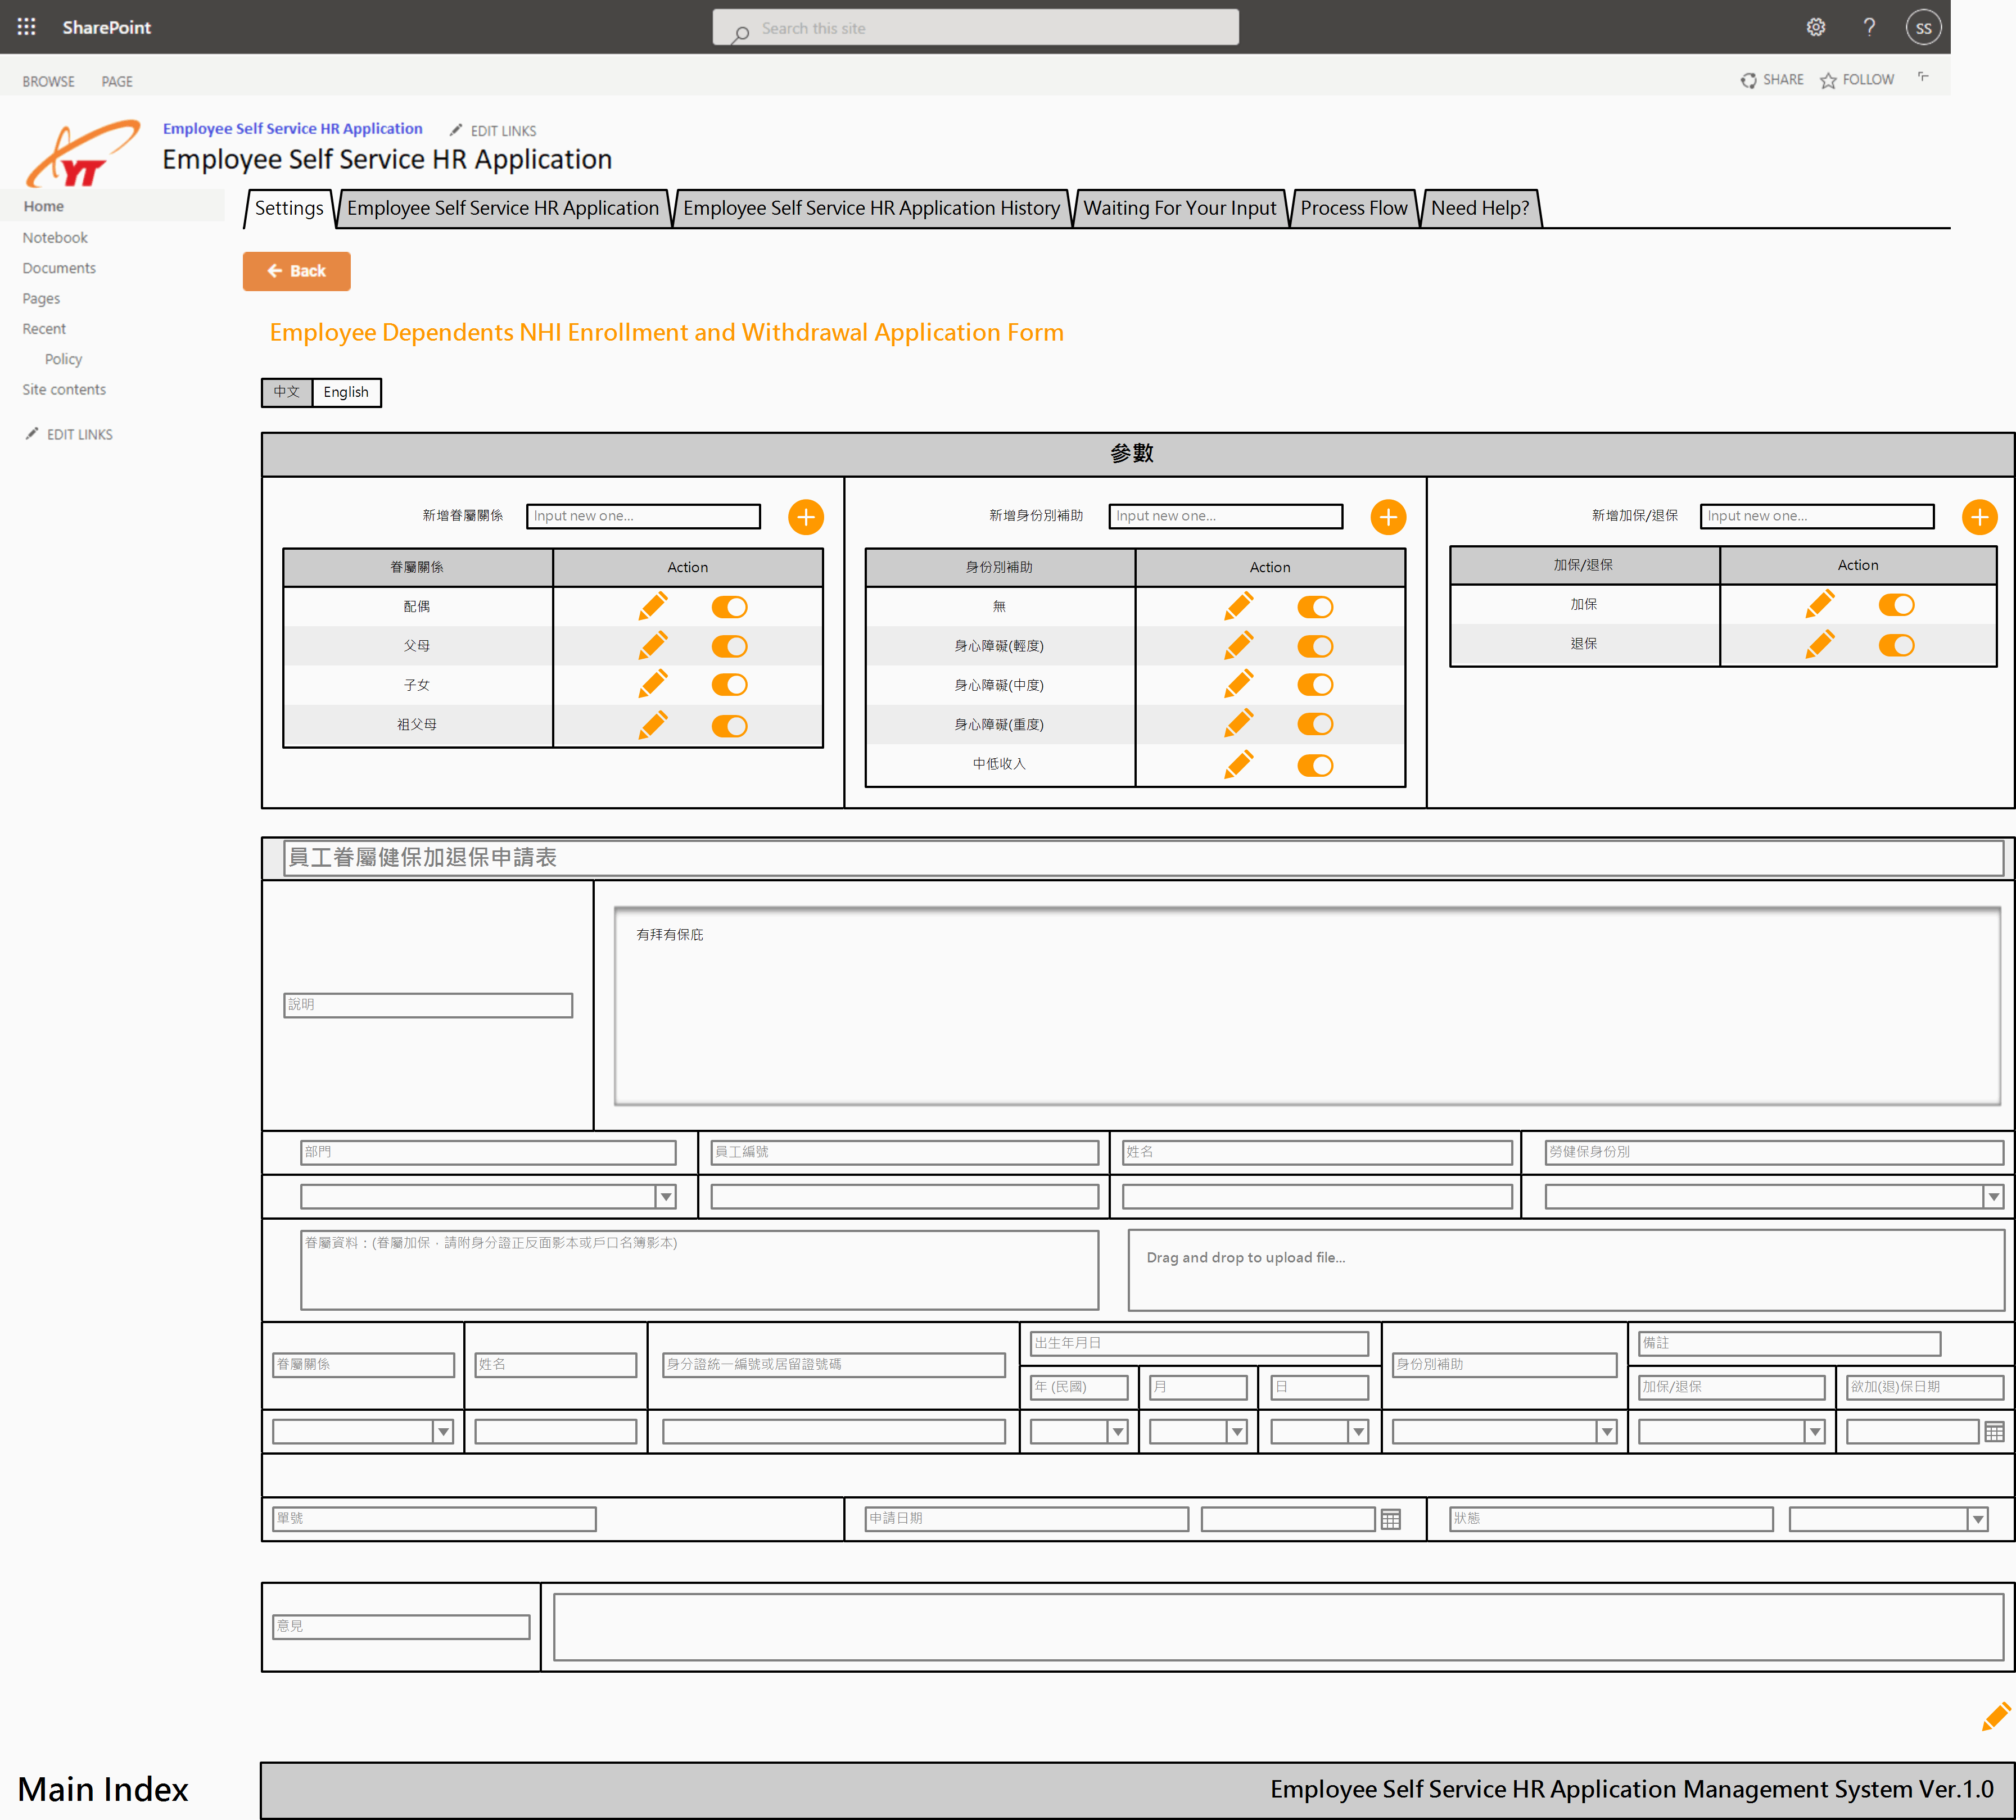 SharePoint
Search this site
?
SS
BROWSE PAGE
SHARE FOLLOW
YT
Employee Self Service HR Application EDIT LINKS
Employee Self Service HR Application
Home
Notebook
Documents
Pages
Recent
Policy
Site contents
EDIT LINKS
Settings Employee Self Service HR Application Employee Self Service HR Application History Waiting For Your Input Process Flow Need Help?
Back
Employee Dependents NHI Enrollment and Withdrawal Application Form
中文 English
參數
新增眷屬關係 Input new one...
眷屬關係 Action
配偶
父母
子女
祖父母
新增身份別補助 Input new one...
身份別補助 Action
無
身心障礙(輕度)
身心障礙(中度)
身心障礙(重度)
中低收入
新增加保/退保 Input new one...
加保/退保 Action
加保
退保
員工眷屬健保加退保申請表
說明
有拜有保庇
部門 員工編號 姓名 勞健保身份別
眷屬資料：(眷屬加保，請附身分證正反面影本或戶口名簿影本)
Drag and drop to upload file...
眷屬關係 姓名 身分證統一編號或居留證號碼 出生年月日 身份別補助 備註
年 (民國) 月 日 加保/退保 欲加(退)保日期
單號 申請日期 狀態
意見
Main Index
Employee Self Service HR Application Management System Ver.1.0